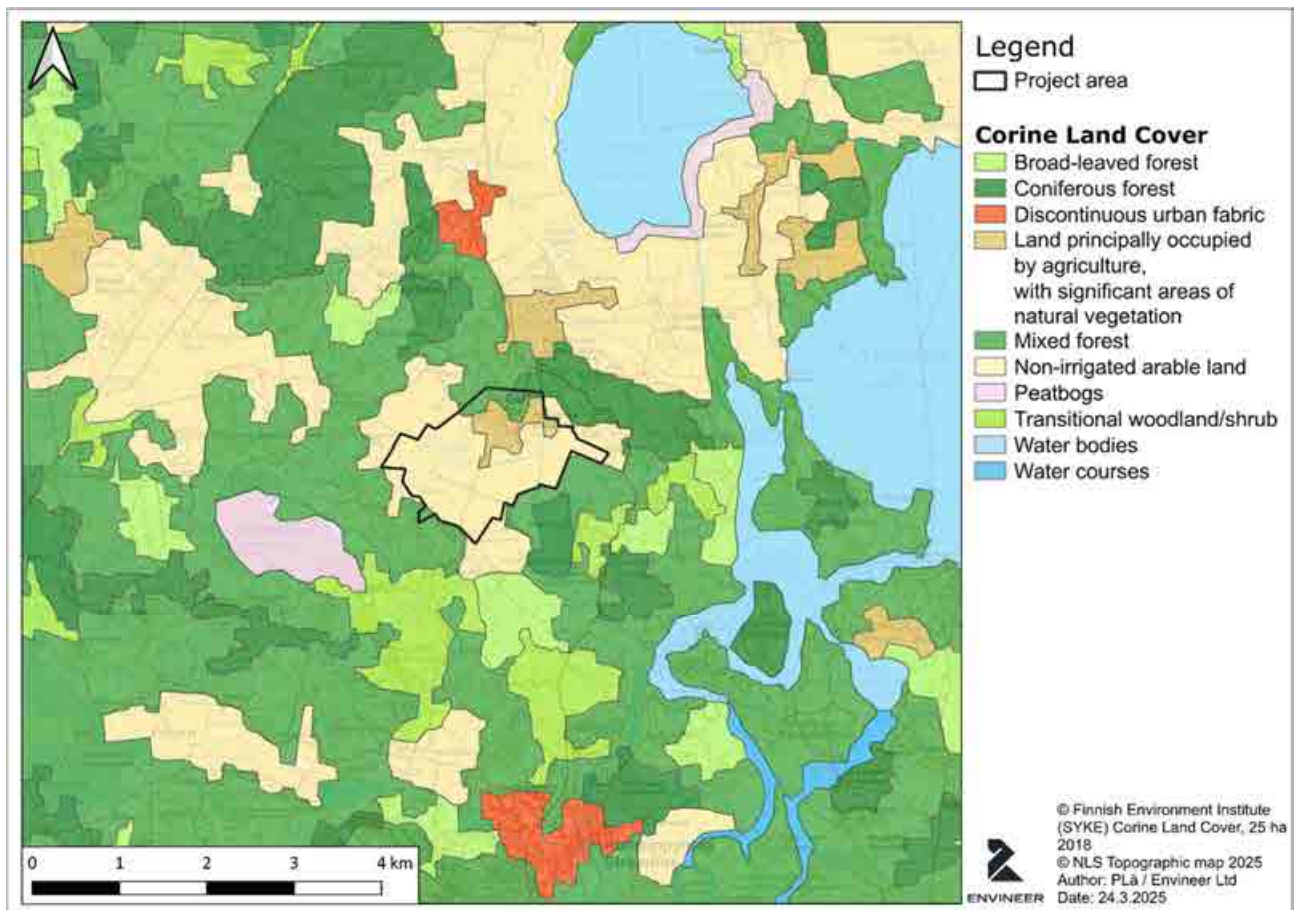 Legend
Project area
Corine Land Cover
Broad-leaved forest
Coniferous forest
Discontinuous urban fabric
Land principally occupied
by agriculture,
with significant areas of
natural vegetation
Mixed forest
Non-irrigated arable land
Peatbogs
Transitional woodland/shrub
Water bodies
Water courses
0 1 2 3 4 km
ENVINEER
© Finnish Environment Institute
(SYKE) Corine Land Cover, 25 ha
2018
© NLS Topographic map 2025
Author: PLä / Envineer Ltd
Date: 24.3.2025